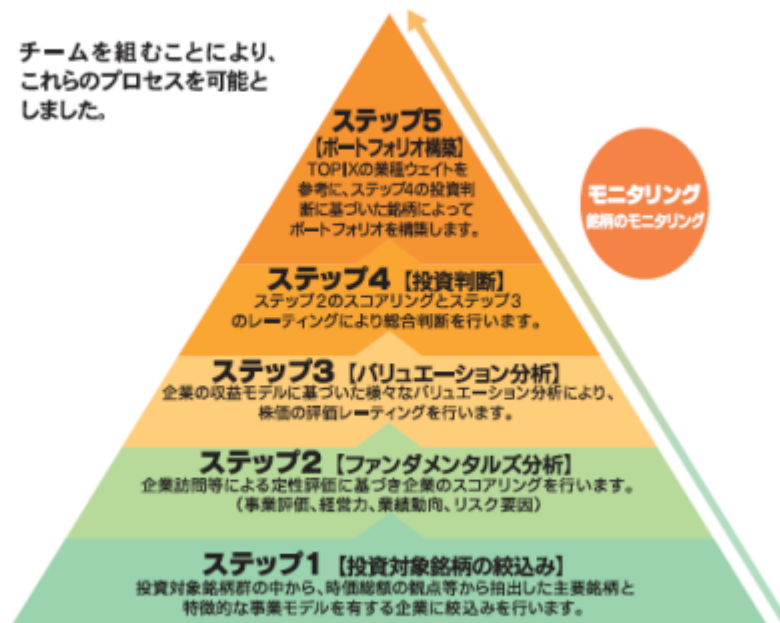 チームを組むことにより、
これらのプロセスを可能と
しました。
ステップ5
【ポートフォリオ構築】
TOPIXの業種ウェイトを
参考に、ステップ4の投資判
断に基づいた銘柄によって
ポートフォリオを構築します。
モニタリング
銘柄のモニタリング
ステップ4【投資判断】
ステップ2のスコアリングとステップ3
のレーティングにより総合判断を行います。
ステップ3【バリュエーション分析】
企業の収益モデルに基づいた様々なバリュエーション分析により、
株価の評価レーティングを行います。
ステップ2【ファンダメンタルズ分析】
企業訪問等による定性評価に基づき企業のスコアリングを行います。
（事業評価、経営力、業績動向、リスク要因）
ステップ1【投資対象銘柄の絞込み】
投資対象銘柄群の中から、時価総額の観点等から抽出した主要銘柄と
特徴的な事業モデルを有する企業に絞込みを行います。